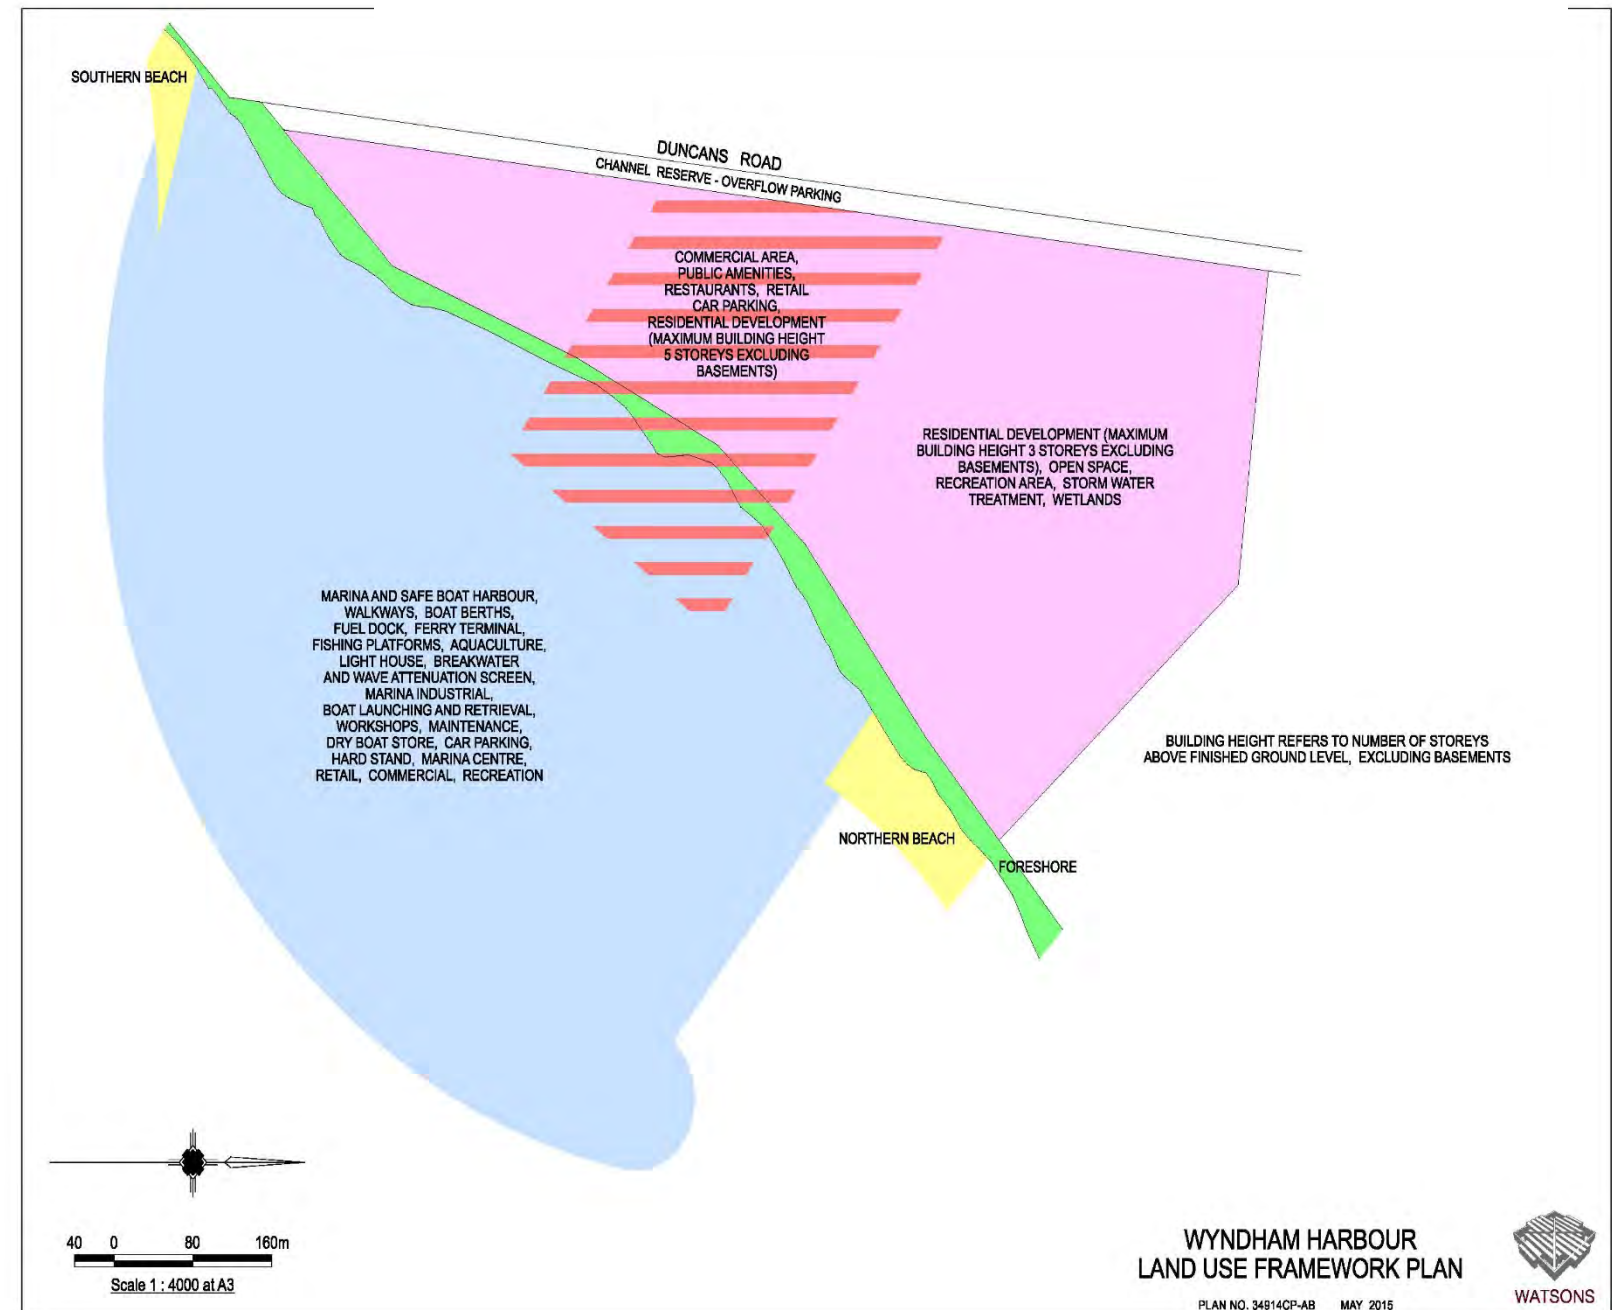 SOUTHERN BEACH
DUNCANS ROAD
CHANNEL RESERVE - OVERFLOW PARKING
COMMERCIAL AREA,
PUBLIC AMENITIES,
RESTAURANTS, RETAIL
CAR PARKING,
RESIDENTIAL DEVELOPMENT
(MAXIMUM BUILDING HEIGHT
5 STOREYS EXCLUDING
BASEMENTS)
RESIDENTIAL DEVELOPMENT (MAXIMUM
BUILDING HEIGHT 3 STOREYS EXCLUDING
BASEMENTS), OPEN SPACE,
RECREATION AREA, STORM WATER
TREATMENT, WETLANDS
MARINA AND SAFE BOAT HARBOUR,
WALKWAYS, BOAT BERTHS,
FUEL DOCK, FERRY TERMINAL,
FISHING PLATFORMS, AQUACULTURE,
LIGHT HOUSE, BREAKWATER
AND WAVE ATTENUATION SCREEN,
MARINA INDUSTRIAL,
BOAT LAUNCHING AND RETRIEVAL,
WORKSHOPS, MAINTENANCE,
DRY BOAT STORE, CAR PARKING,
HARD STAND, MARINA CENTRE,
RETAIL, COMMERCIAL, RECREATION
BUILDING HEIGHT REFERS TO NUMBER OF STOREYS
ABOVE FINISHED GROUND LEVEL, EXCLUDING BASEMENTS
NORTHERN BEACH
FORESHORE
40 0 80 160m
Scale 1 : 4000 at A3
WYNDHAM HARBOUR
LAND USE FRAMEWORK PLAN
PLAN NO. 34914CP-AB MAY 2015
WATSONS